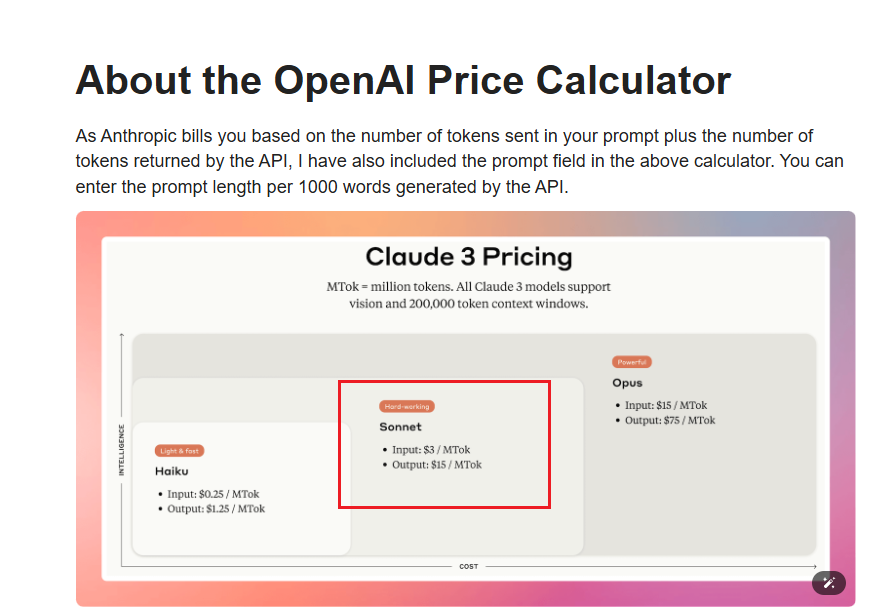 About the OpenAI Price Calculator
As Anthropic bills you based on the number of tokens sent in your prompt plus the number of
tokens returned by the API, I have also included the prompt field in the above calculator. You can
enter the prompt length per 1000 words generated by the API.
Claude 3 Pricing
MTok = million tokens. All Claude 3 models support
vision and 200,000 token context windows.
INTELLIGENCE
Light & fast
Haiku
• Input: $0.25 / MTok
• Output: $1.25 / MTok
Hard-working
Sonnet
• Input: $3 / MTok
• Output: $15 / MTok
Powerful
Opus
• Input: $15 / MTok
• Output: $75 / MTok
COST